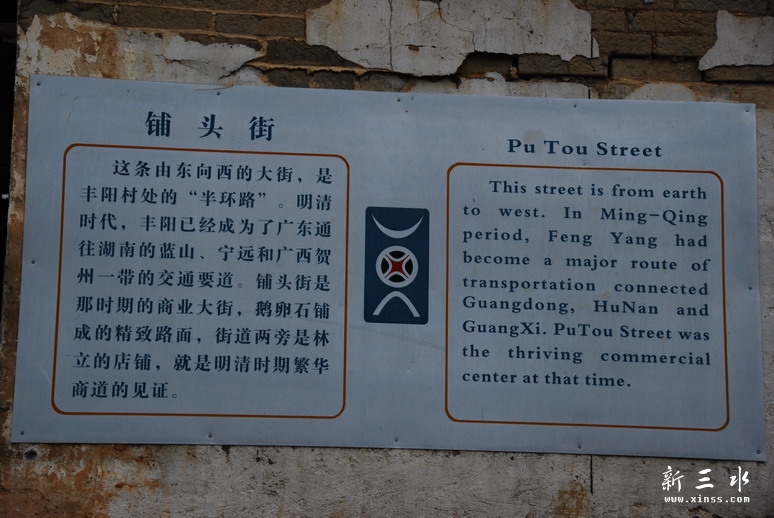 铺头街
这条由东向西的大街，是
丰阳村处的“半环路”。明清
时代，丰阳已经成为了广东通
往湖南的蓝山、宁远和广西贺
州一带的交通要道。铺头街是
那时期的商业大街，鹅卵石铺
成的精致路面，街道两旁是林
立的店铺，就是明清时期繁华
商道的见证。
Pu Tou Street
This street is from earth
to west. In Ming-Qing
period, Feng Yang had
become a major route of
transportation connected
Guangdong, HuNan and
GuangXi. PuTou Street was
the thriving commercial
center at that time.
新三水
www.xinss.com